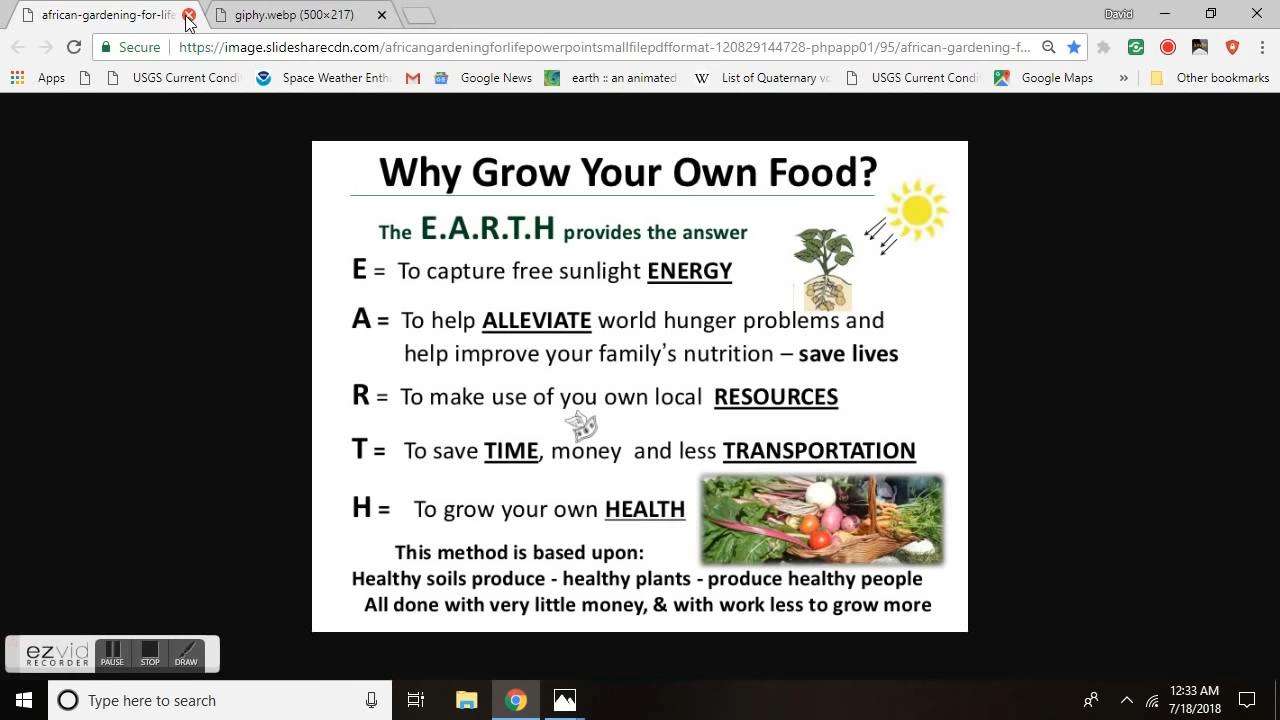 african-gardening-for-life
giphy.webp (500×217)
David
Secure
https://image.slidesharecdn.com/africangardeningforlifepowerpointsmallfilepdfformat-120829144728-phpapp01/95/african-gardening-f...
Apps
USGS Current Condi
Space Weather Enth
Google News
earth :: an animated
List of Quaternary vo
USGS Current Condi
Google Maps
»
Other bookmarks
Why Grow Your Own Food?
The E.A.R.T.H provides the answer
E = To capture free sunlight ENERGY
A = To help ALLEVIATE world hunger problems and
help improve your family's nutrition – save lives
R = To make use of you own local RESOURCES
T = To save TIME, money and less TRANSPORTATION
H = To grow your own HEALTH
This method is based upon:
Healthy soils produce - healthy plants - produce healthy people
All done with very little money, & with work less to grow more
ezvid
RECORDER
PAUSE STOP DRAW
Type here to search
12:33 AM
7/18/2018